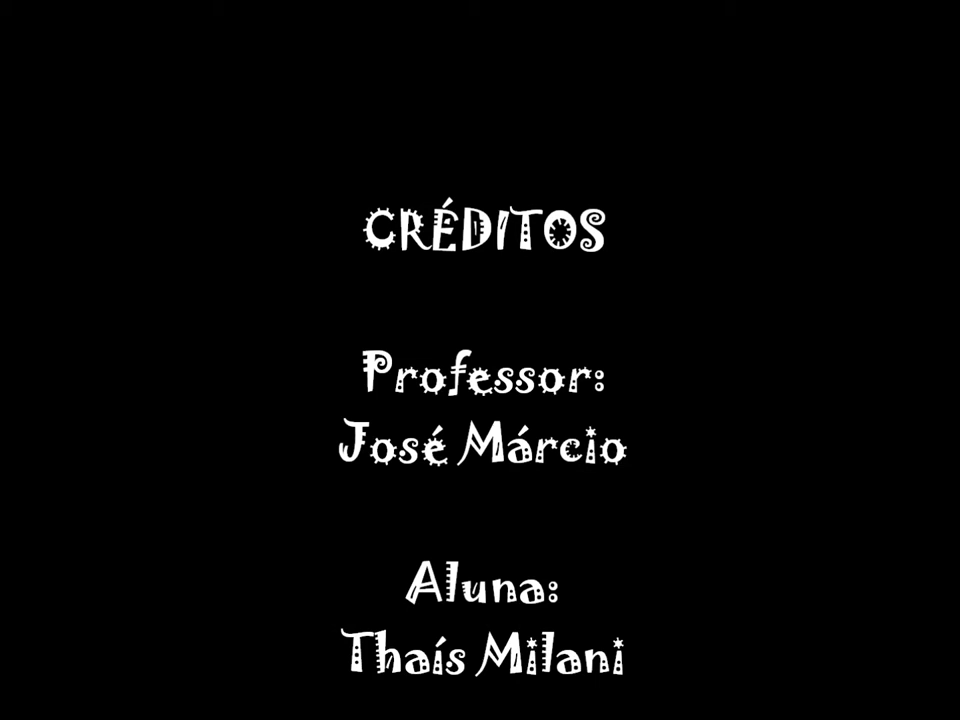 CRÉDITOS
Professor:
José Márcio
Aluna:
Thaís Milani